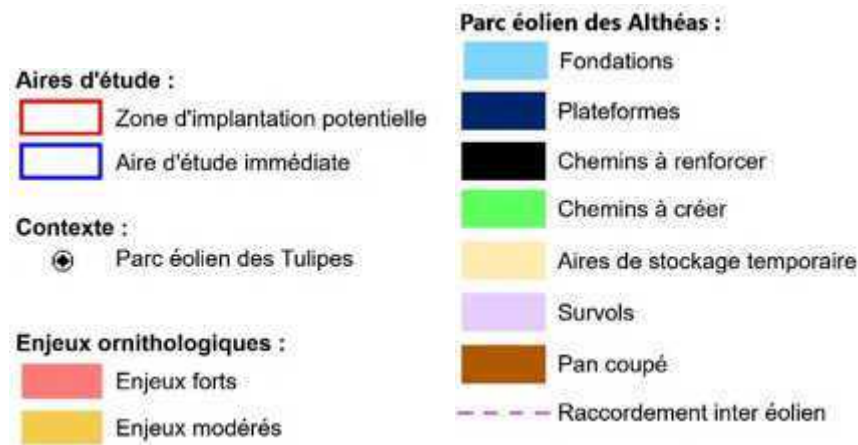 Aires d'étude :
Zone d'implantation potentielle
Aire d'étude immédiate
Contexte :
Parc éolien des Tulipes
Enjeux ornithologiques :
Enjeux forts
Enjeux modérés
Parc éolien des Althéas :
Fondations
Plateformes
Chemins à renforcer
Chemins à créer
Aires de stockage temporaire
Survols
Pan coupé
Raccordement inter éolien